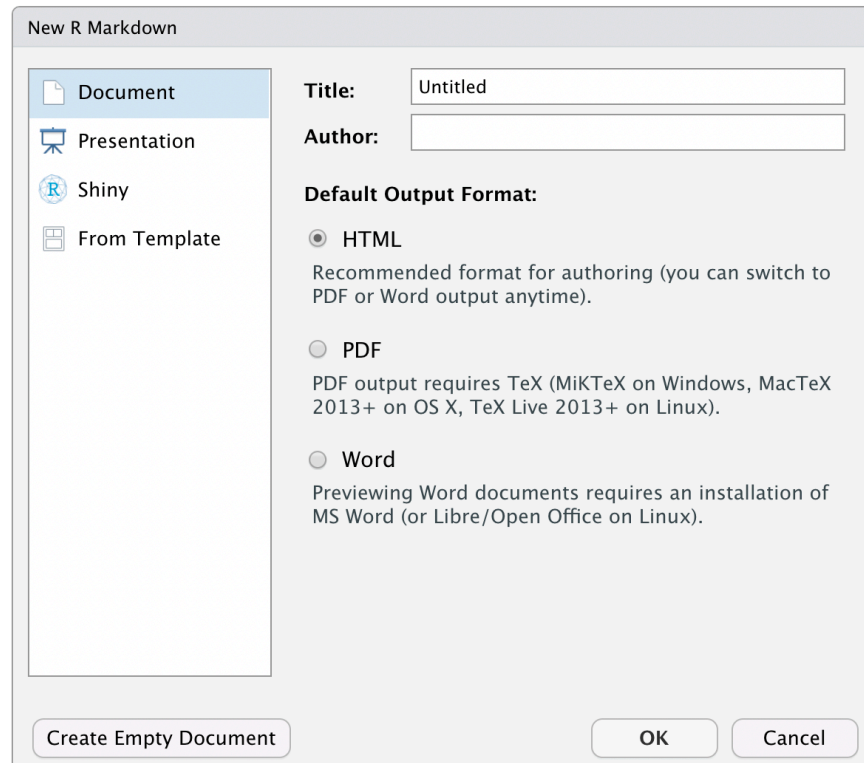 New R Markdown
Document
Presentation
R Shiny
From Template
Title: Untitled
Author:
Default Output Format:
HTML
Recommended format for authoring (you can switch to
PDF or Word output anytime).
PDF
PDF output requires TeX (MiKTeX on Windows, MacTeX
2013+ on OS X, TeX Live 2013+ on Linux).
Word
Previewing Word documents requires an installation of
MS Word (or Libre/Open Office on Linux).
Create Empty Document
OK
Cancel